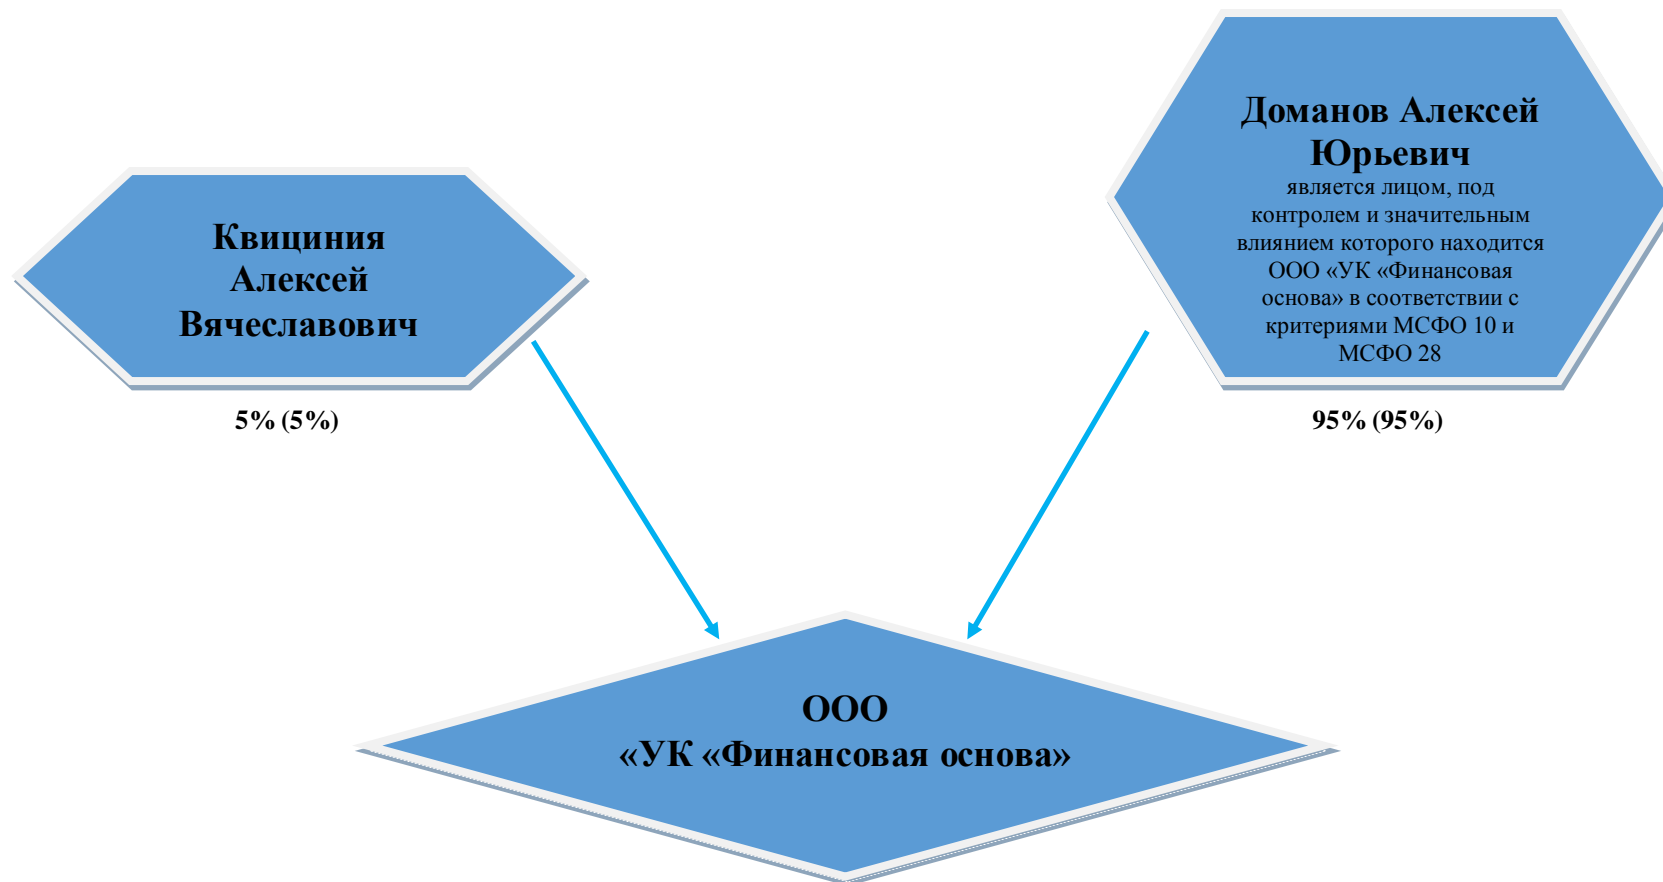 Квициния
Алексей
Вячеславович
5% (5%)
Доманов Алексей
Юрьевич
является лицом, под
контролем и значительным
влиянием которого находится
ООО «УК «Финансовая
основа» в соответствии с
критериями МСФО 10 и
МСФО 28
95% (95%)
ООО
«УК «Финансовая основа»